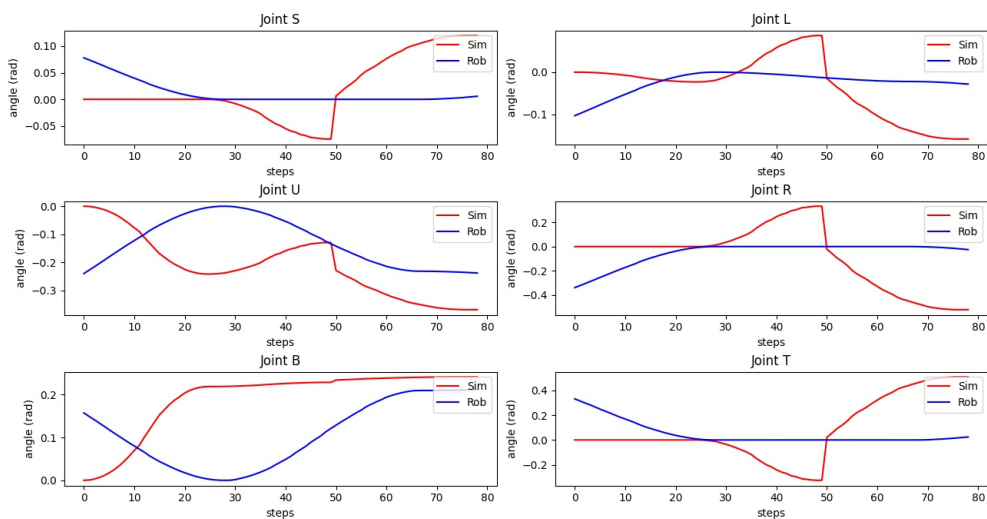 Joint S
angle (rad)
0.10
0.05
0.00
−0.05
Sim
Rob
0 10 20 30 40 50 60 70 80
steps
Joint L
angle (rad)
0.0
−0.1
Sim
Rob
0 10 20 30 40 50 60 70 80
steps
Joint U
angle (rad)
0.0
−0.1
−0.2
−0.3
Sim
Rob
0 10 20 30 40 50 60 70 80
steps
Joint R
angle (rad)
0.2
0.0
−0.2
−0.4
Sim
Rob
0 10 20 30 40 50 60 70 80
steps
Joint B
angle (rad)
0.2
0.1
0.0
Sim
Rob
0 10 20 30 40 50 60 70 80
steps
Joint T
angle (rad)
0.4
0.2
0.0
−0.2
Sim
Rob
0 10 20 30 40 50 60 70 80
steps